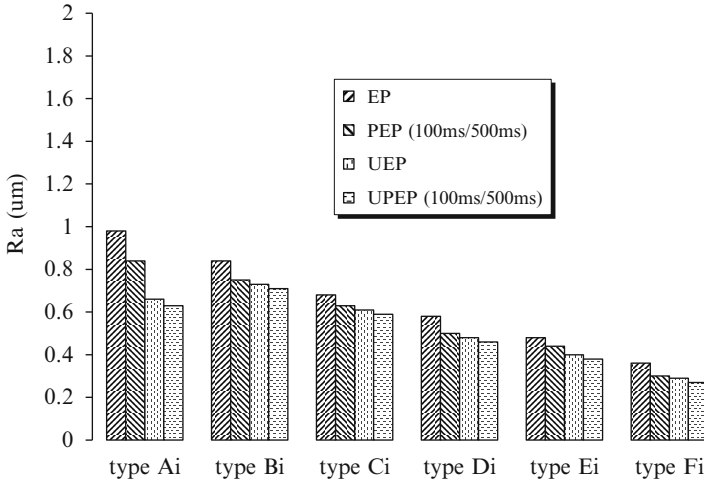 2
1.8
1.6
1.4
1.2
1
0.8
0.6
0.4
0.2
0
Ra (um)
EP
PEP (100ms/500ms)
UEP
UPEP (100ms/500ms)
type Ai type Bi type Ci type Di type Ei type Fi